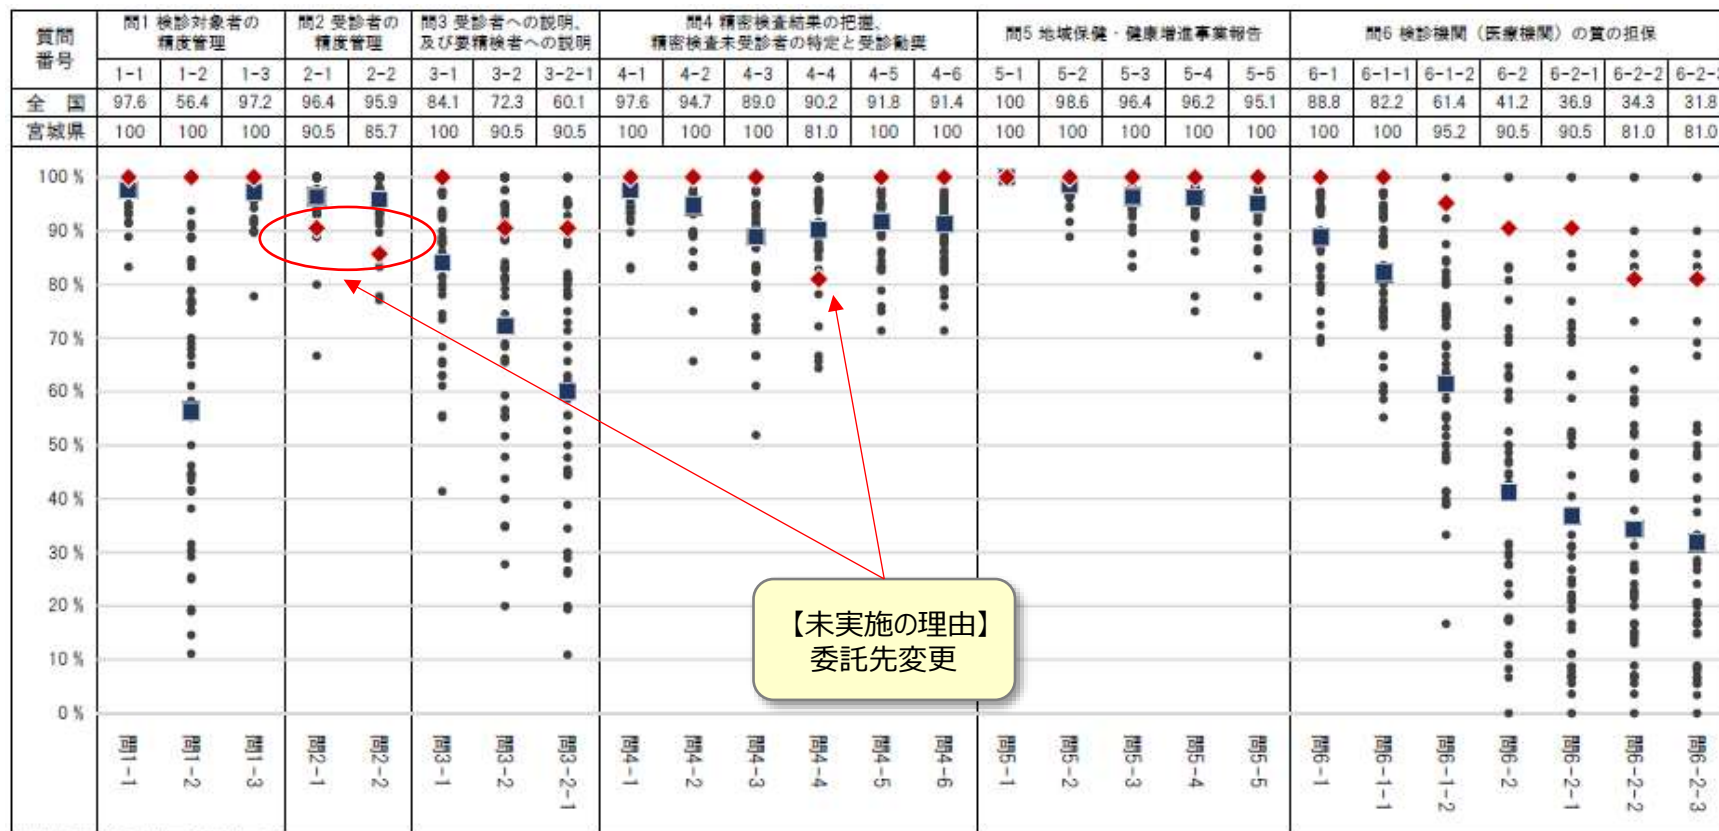 質問
番号
問1 検診対象者の
精度管理
問2 受診者の
精度管理
問3 受診者への説明、
及び要精検者への説明
問4 精密検査結果の把握、
精密検査未受診者の特定と受診勧奨
問5 地域保健・健康増進事業報告
問6 検診機関（医療機関）の質の担保
1-1 1-2 1-3 2-1 2-2 3-1 3-2 3-2-1 4-1 4-2 4-3 4-4 4-5 4-6 5-1 5-2 5-3 5-4 5-5 6-1 6-1-1 6-1-2 6-2 6-2-1 6-2-2 6-2-3
全 国 97.6 56.4 97.2 96.4 95.9 84.1 72.3 60.1 97.6 94.7 89.0 90.2 91.8 91.4 100 98.6 96.4 96.2 95.1 88.8 82.2 61.4 41.2 36.9 34.3 31.8
宮城県 100 100 100 90.5 85.7 100 90.5 90.5 100 100 100 81.0 100 100 100 100 100 100 100 100 100 95.2 90.5 90.5 81.0 81.0
100 %
90 %
80 %
70 %
60 %
50 %
40 %
30 %
20 %
10 %
0 %
【未実施の理由】
委託先変更
問1-1 問1-2 問1-3 問2-1 問2-2 問3-1 問3-2 問3-2-1 問4-1 問4-2 問4-3 問4-4 問4-5 問4-6 問5-1 問5-2 問5-3 問5-4 問5-5 問6-1 問6-1-1 問6-1-2 問6-2 問6-2-1 問6-2-2 問6-2-3